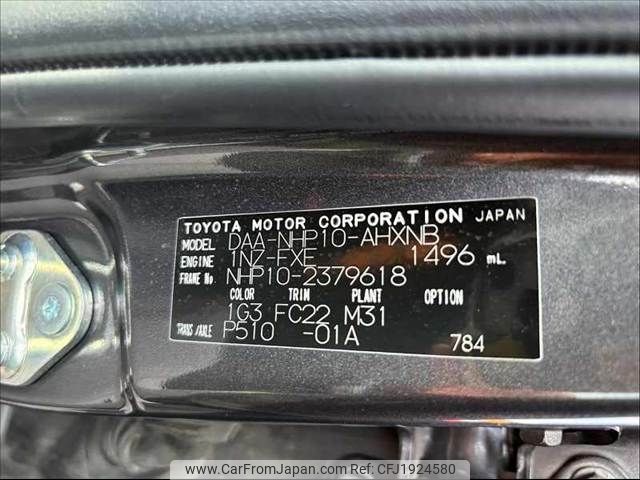 TOYOTA MOTOR CORPORATION JAPAN
MODEL DAA-NHP10-AHXNB
ENGINE 1NZ-FXE 1496 mL
FRAME No. NHP10-2379618
COLOR TRIM PLANT OPTION
1G3 FC22 M31
TRANS/AXLE P510 -01A 784
www.CarFromJapan.com | Ref:CFJ1924580